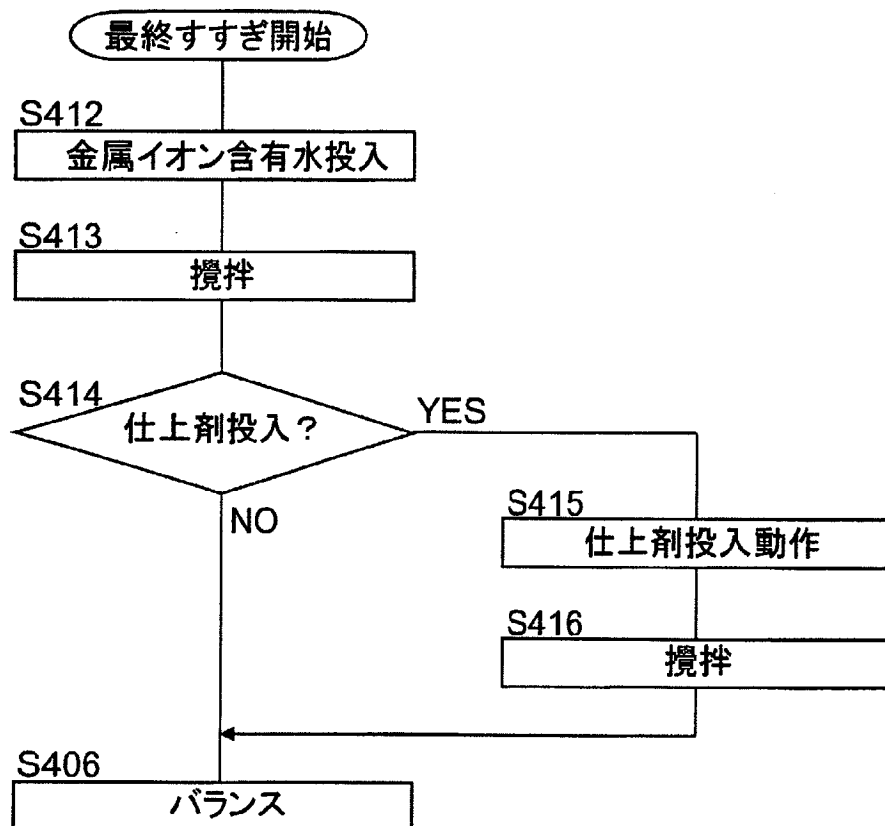 最終すすぎ開始
S412
金属イオン含有水投入
S413
攪拌
S414
仕上剤投入？
YES
NO
S415
仕上剤投入動作
S416
攪拌
S406
バランス